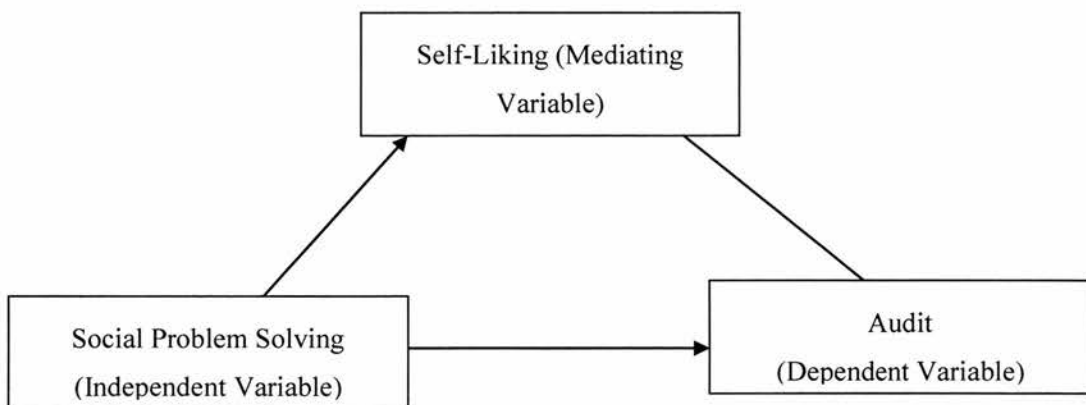 Self-Liking (Mediating
Variable)
Social Problem Solving
(Independent Variable)
Audit
(Dependent Variable)